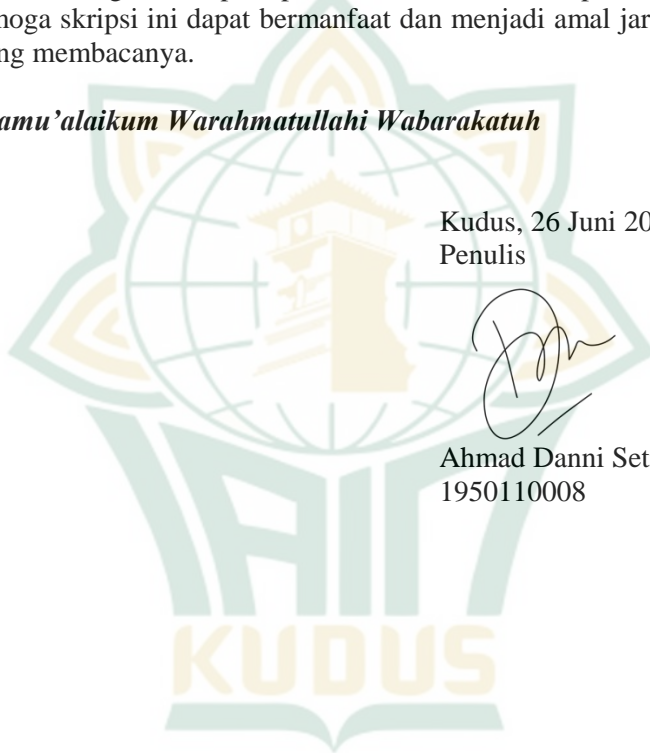 moga skripsi ini dapat bermanfaat dan menjadi amal jar
ng membacanya.
amu’alaikum Warahmatullahi Wabarakatuh
Kudus, 26 Juni 20
Penulis
Ahmad Danni Set
1950110008
IAIN
KUDUS